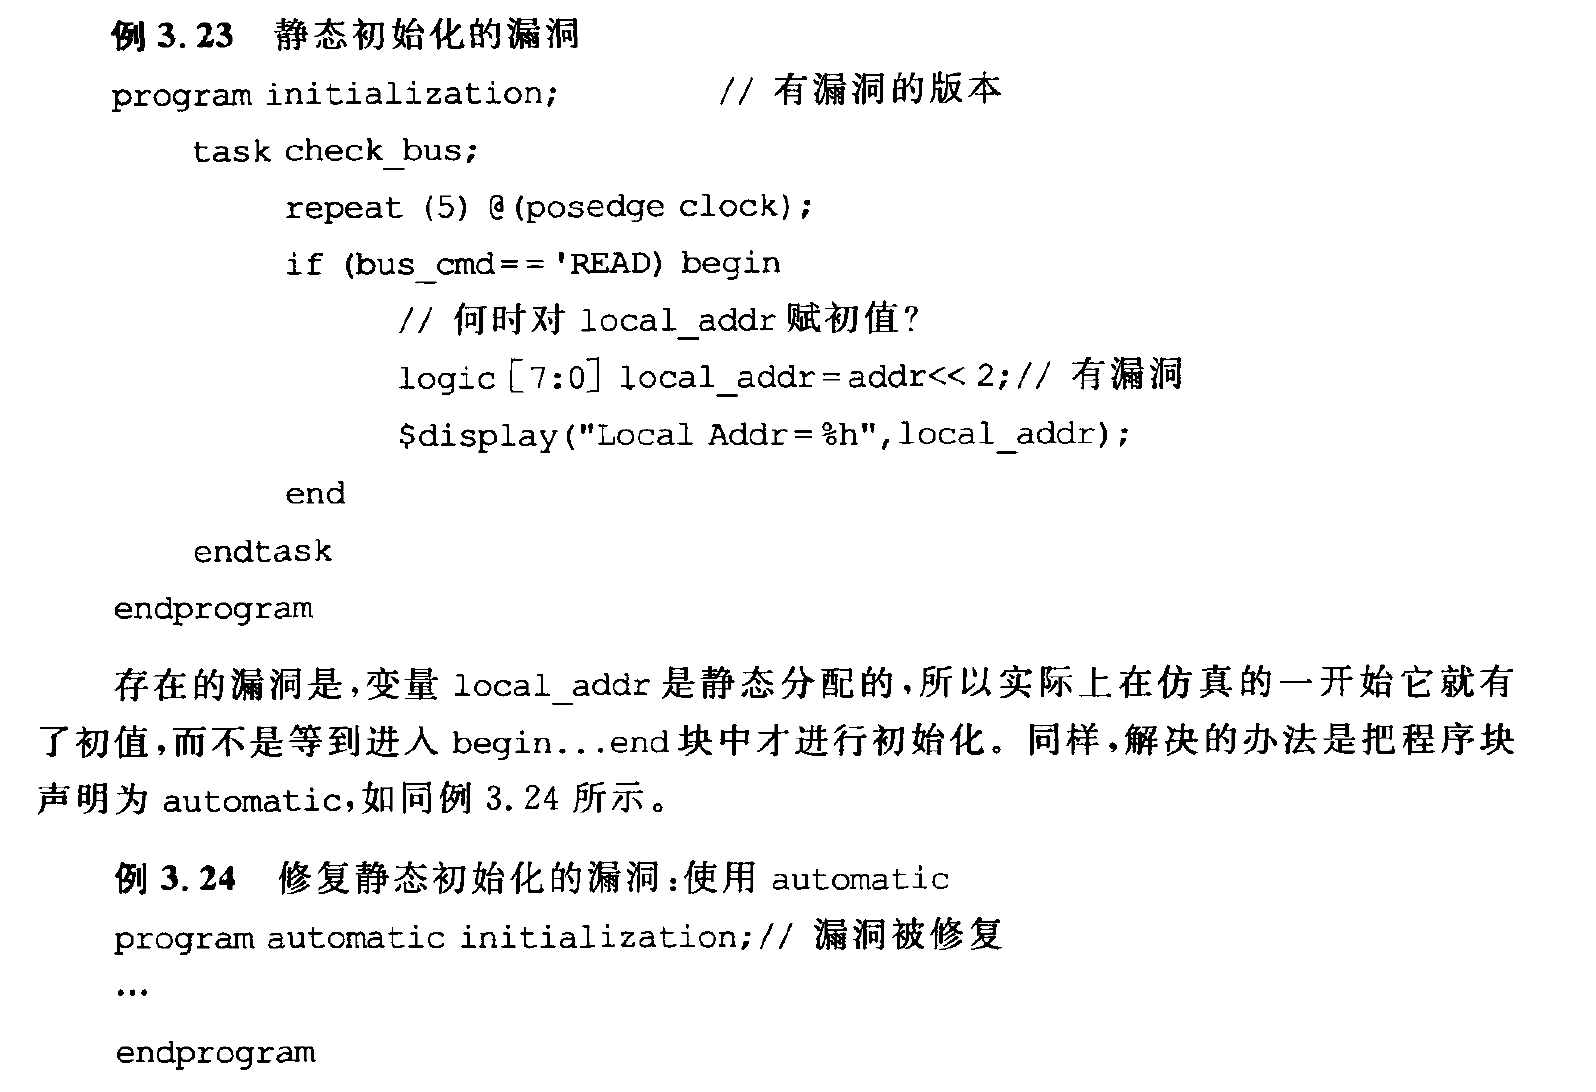 例 3.23 静态初始化的漏洞
program initialization; // 有漏洞的版本
task check_bus;
repeat (5) @(posedge clock);
if (bus_cmd=='READ) begin
// 何时对 local_addr 赋初值?
logic [7:0] local_addr=addr<<2;// 有漏洞
$display("Local Addr=%h",local_addr);
end
endtask
endprogram
存在的漏洞是,变量 local_addr 是静态分配的,所以实际上在仿真的一开始它就有
了初值,而不是等到进入 begin...end 块中才进行初始化。同样,解决的办法是把程序块
声明为 automatic,如同例 3.24 所示。
例 3.24 修复静态初始化的漏洞:使用 automatic
program automatic initialization;// 漏洞被修复
…
endprogram